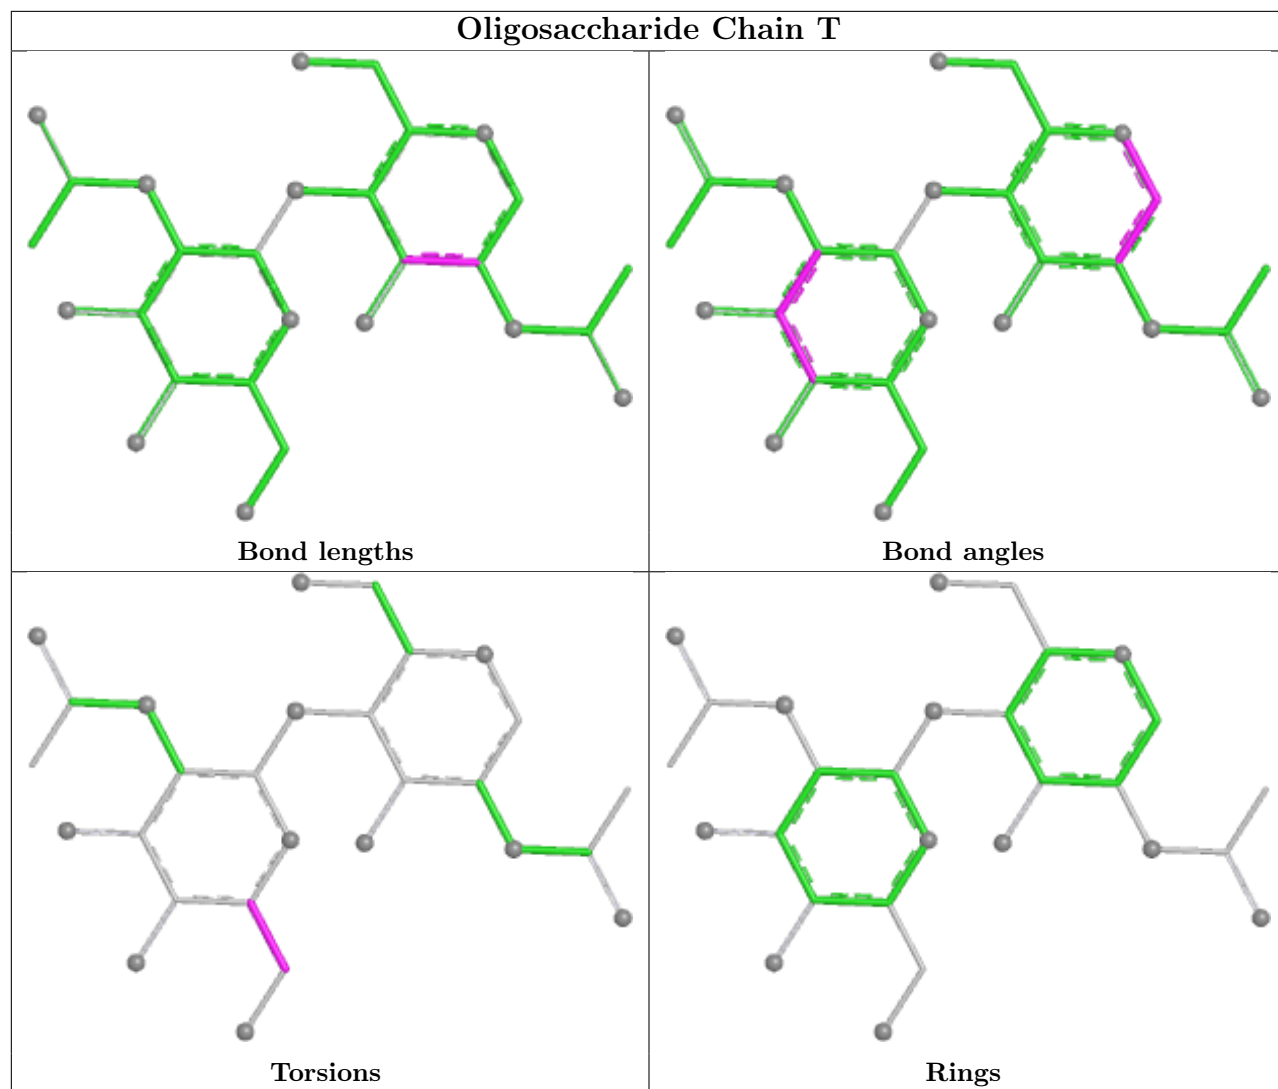 Oligosaccharide Chain T
Bond lengths
Bond angles
Torsions
Rings